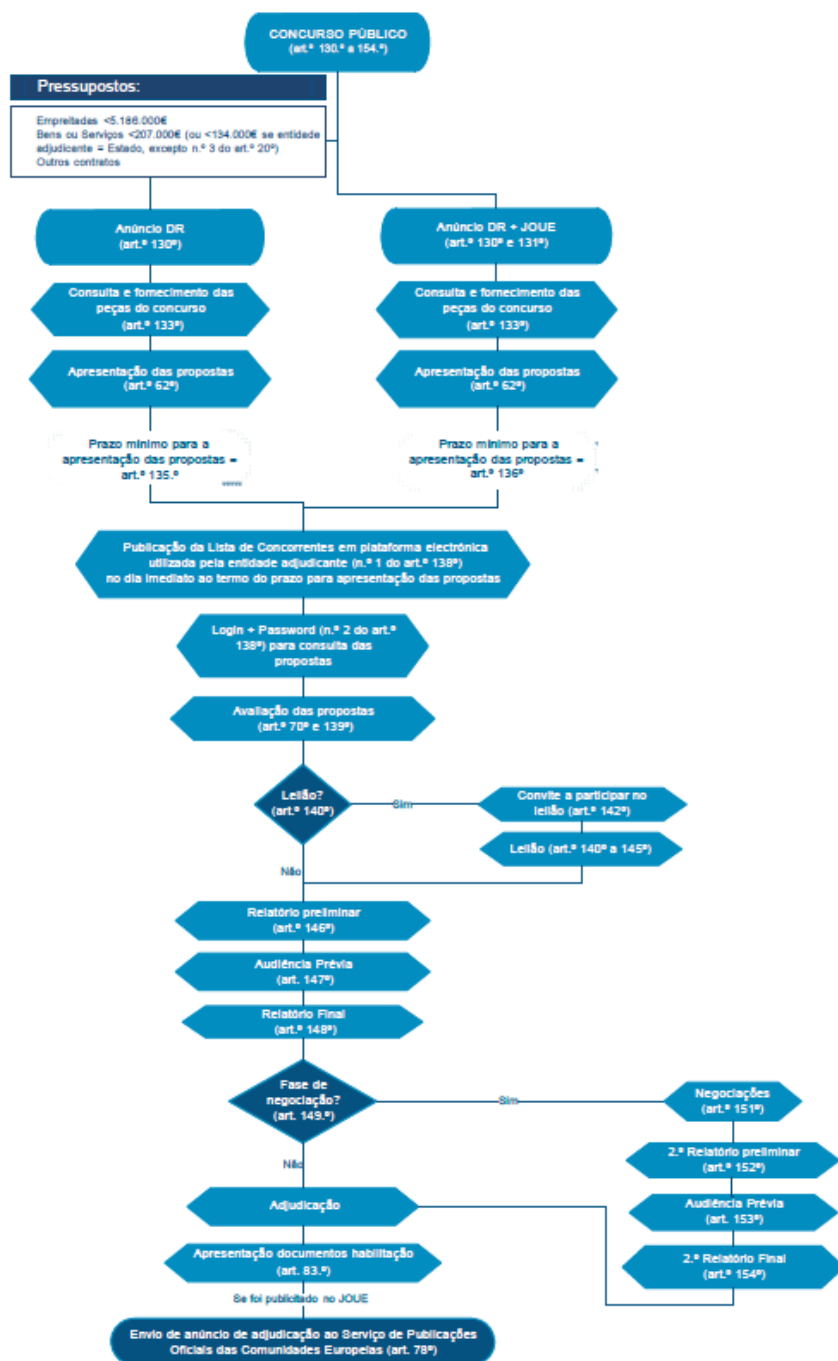 CONCURSO PÚBLICO
(art.º 130.º a 154.º)
Pressupostos:
Empreitadas <5.186.000€
Bens ou Serviços <207.000€ (ou <134.000€ se entidade
adjudicante = Estado, excepto n.º 3 do art.º 20º)
Outros contratos
Anúncio DR
(art.º 130º)
Anúncio DR + JOUE
(art.º 130º e 131º)
Consulta e fornecimento das
peças do concurso
(art.º 133º)
Consulta e fornecimento das
peças do concurso
(art.º 133º)
Apresentação das propostas
(art.º 62º)
Apresentação das propostas
(art.º 62º)
Prazo mínimo para a
apresentação das propostas =
art.º 135.º
Prazo mínimo para a
apresentação das propostas =
art.º 136º
Publicação da Lista de Concorrentes em plataforma electrónica
utilizada pela entidade adjudicante (n.º 1 do art.º 138º)
no dia imediato ao termo do prazo para apresentação das propostas
Login + Password (n.º 2 do art.º
138º) para consulta das
propostas
Avaliação das propostas
(art.º 70º e 139º)
Leilão?
(art.º 140º)
Sim
Convite a participar no
leilão (art.º 142º)
Leilão (art.º 140º a 145º)
Não
Relatório preliminar
(art.º 146º)
Audiência Prévia
(art. 147º)
Relatório Final
(art.º 148º)
Fase de
negociação?
(art. 149.º)
Sim
Negociações
(art.º 151º)
2.º Relatório preliminar
(art.º 152º)
Audiência Prévia
(art. 153º)
2.º Relatório Final
(art.º 154º)
Não
Adjudicação
Apresentação documentos habilitação
(art. 83.º)
Se foi publicitado no JOUE
Envio de anúncio de adjudicação ao Serviço de Publicações
Oficiais das Comunidades Europeias (art. 78º)